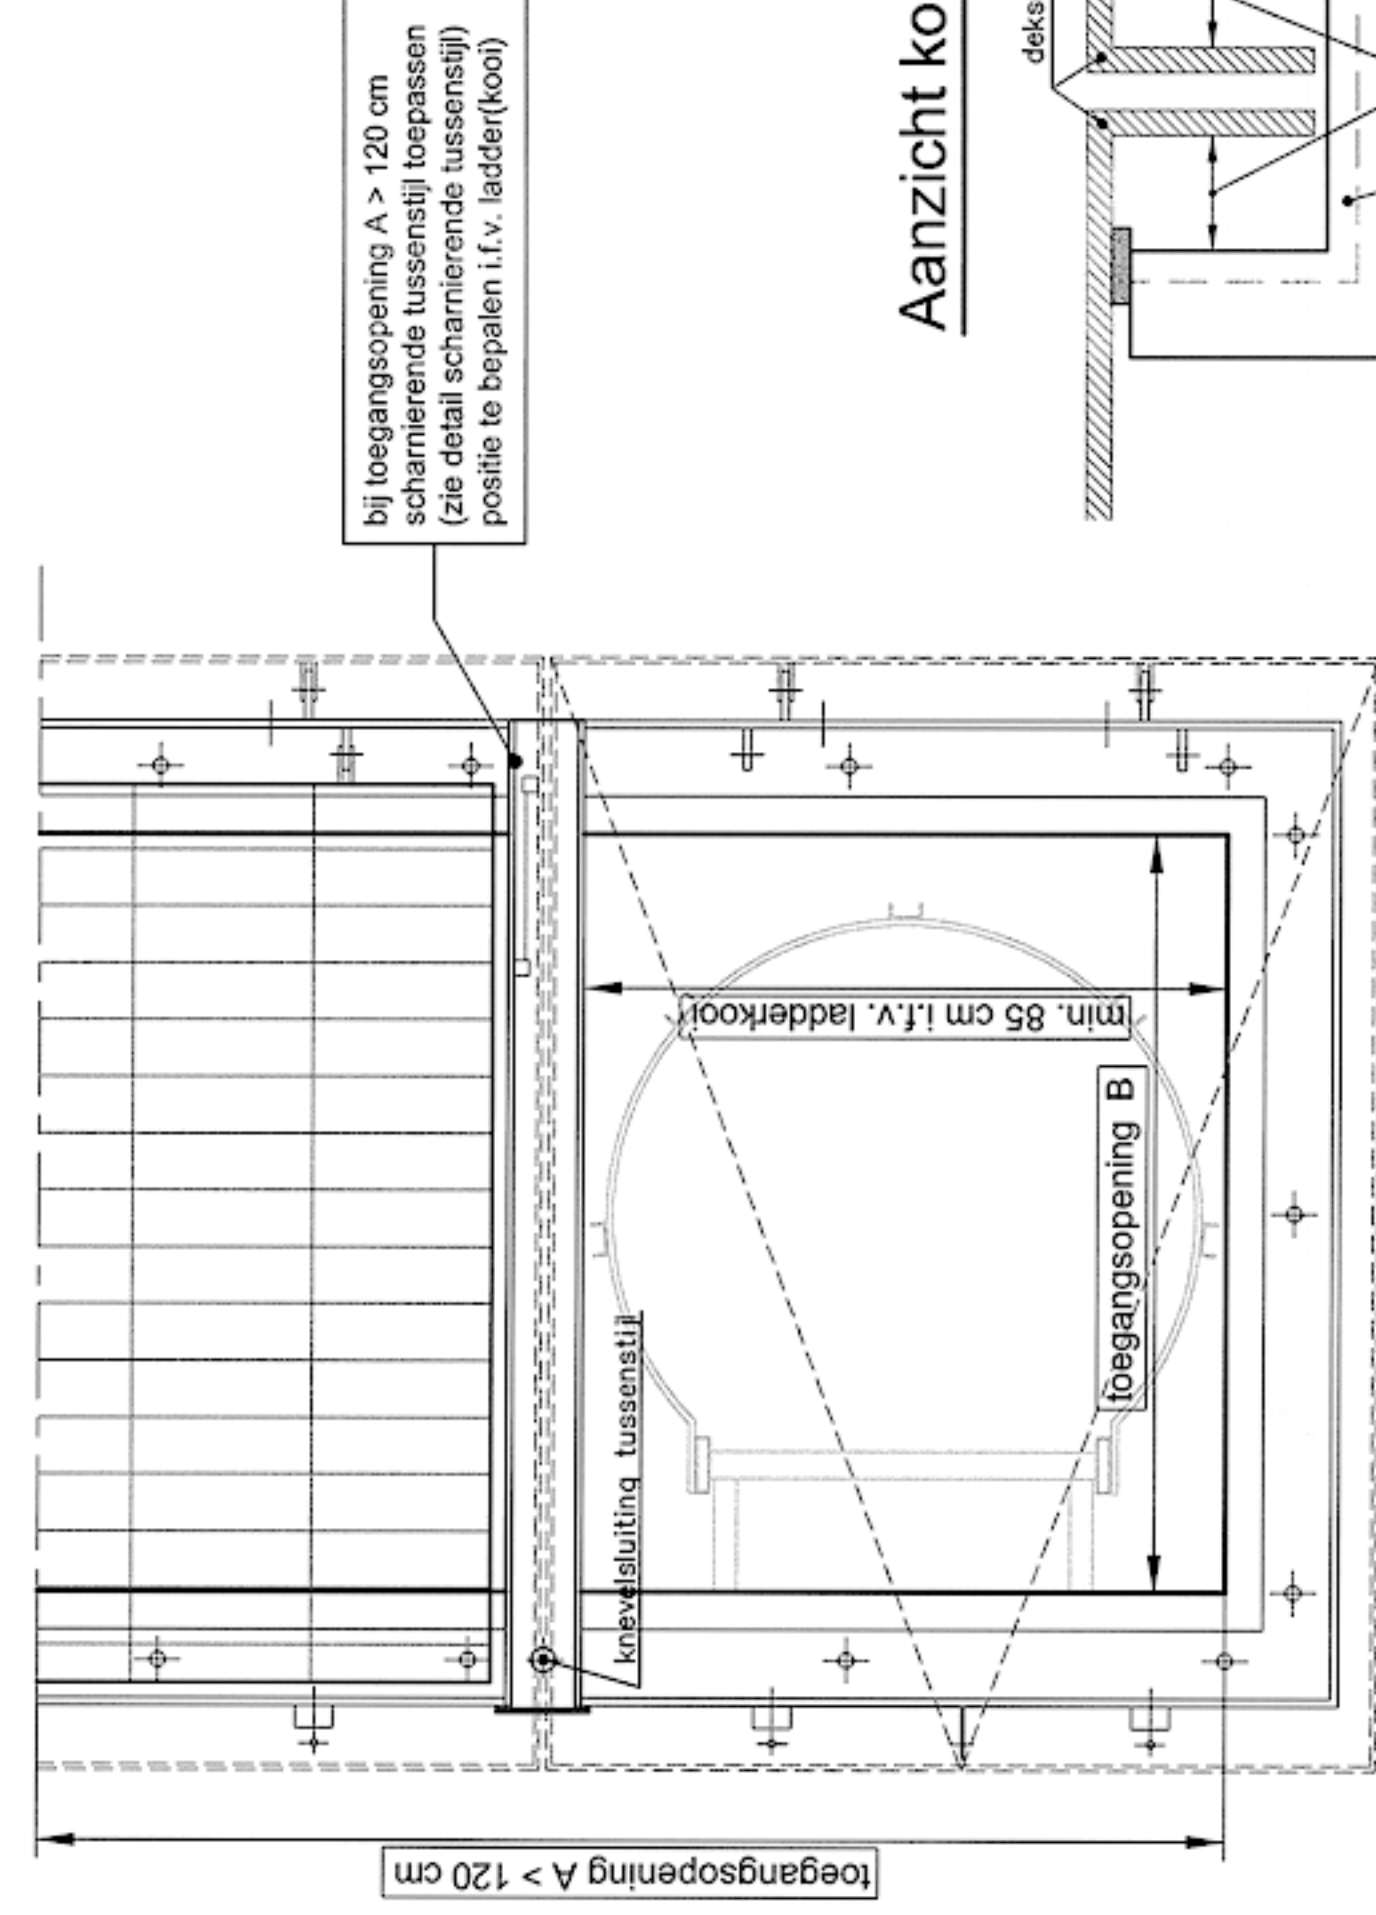 bij toegangsopening A > 120 cm
scharnierende tussenstijl toepassen
(zie detail scharnierende tussenstijl)
positie te bepalen i.f.v. ladder(kooi)
Aanzicht ko
deks
min. 85 cm i.f.v. ladderkooi
toegangsopening B
knevelsluiting tussenstijl
toegangsopening A > 120 cm